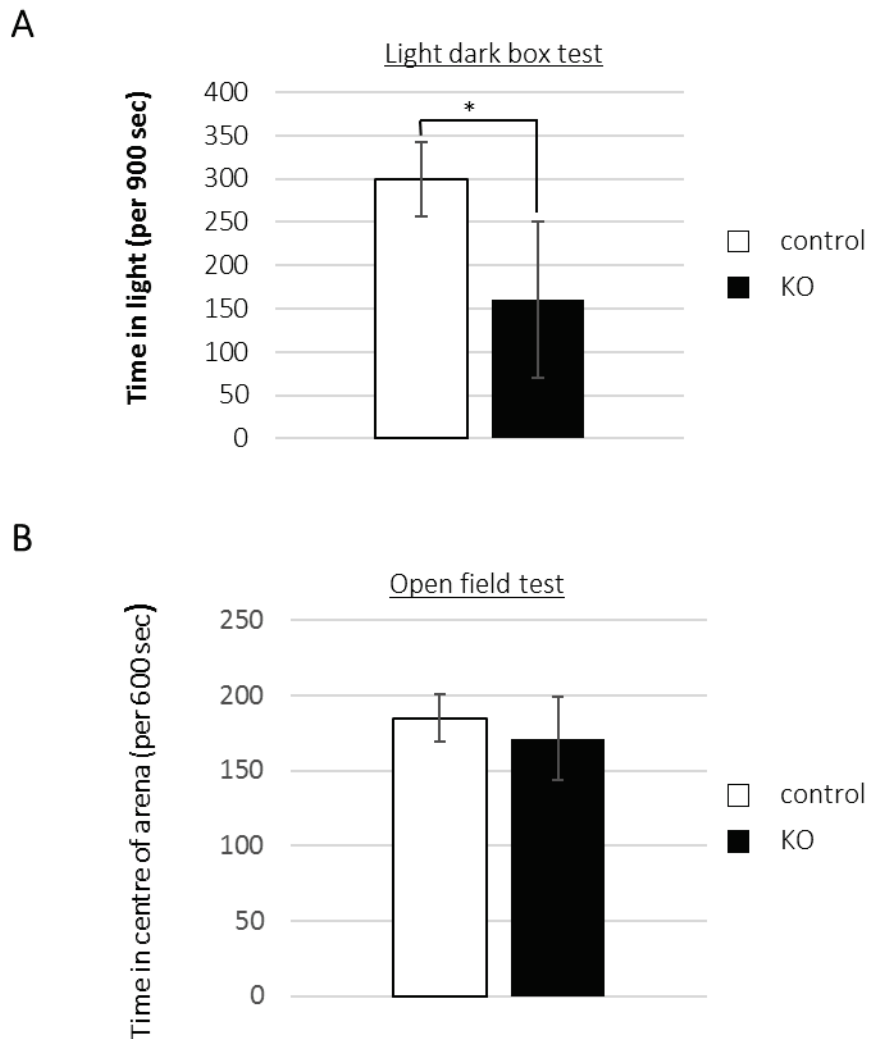 A
Light dark box test
Time in light (per 900 sec)
400
350
300
250
200
150
100
50
0
*
control
KO
B
Open field test
Time in centre of arena (per 600 sec)
250
200
150
100
50
0
control
KO